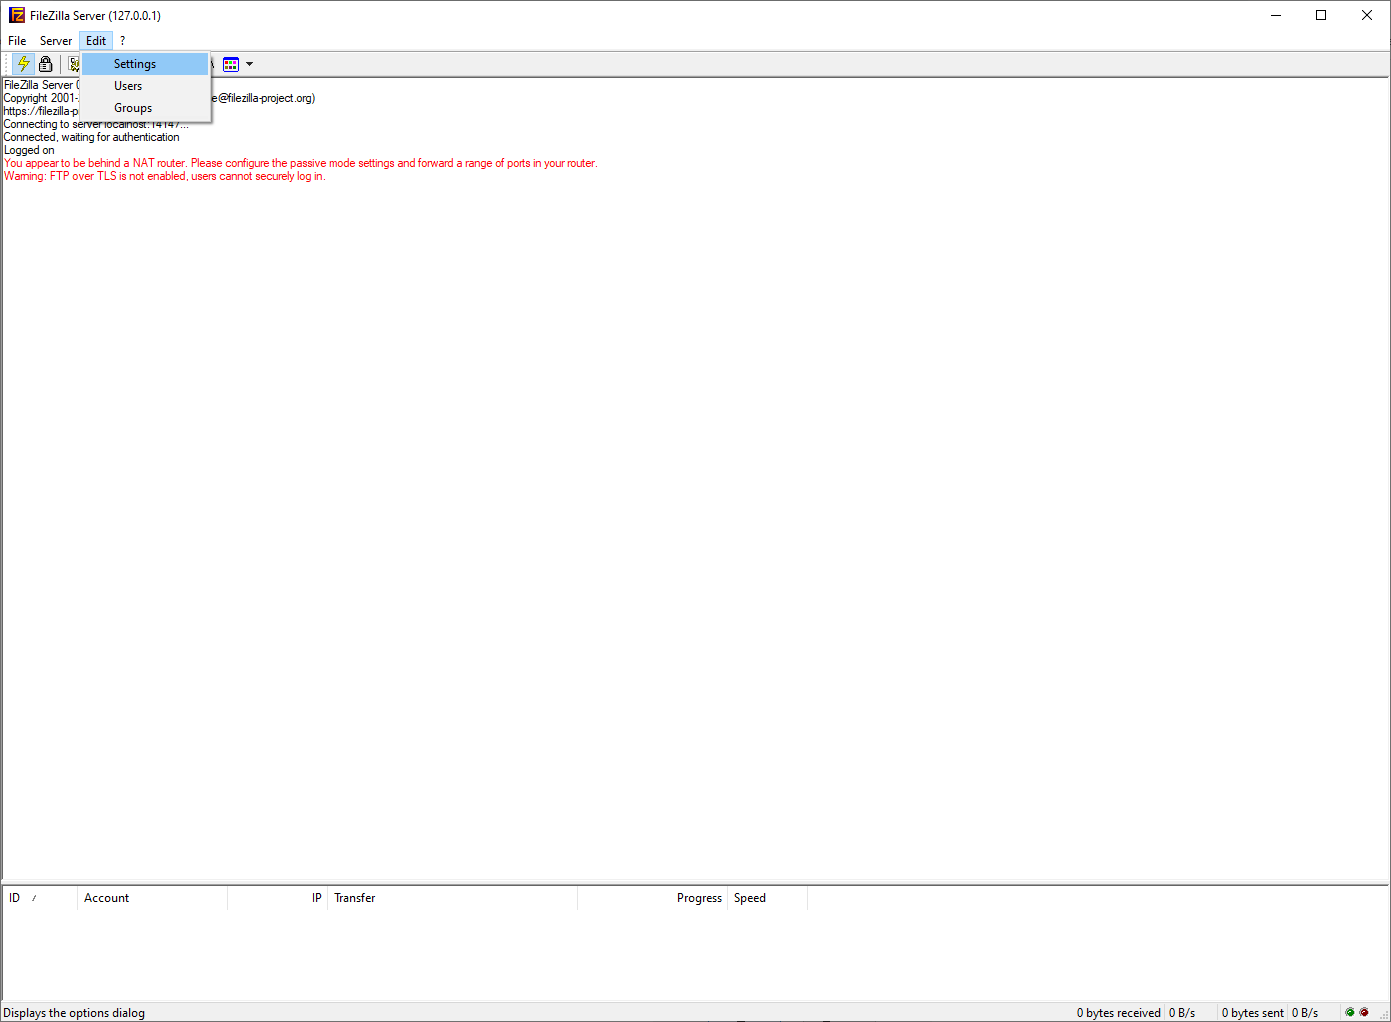 FileZilla Server (127.0.0.1)
File Server Edit ?
Settings
Users
Groups
FileZilla Server
Copyright 2001- e@filezilla-project.org)
https://filezilla-p
Connecting to server localhost:14147...
Connected, waiting for authentication
Logged on
You appear to be behind a NAT router. Please configure the passive mode settings and forward a range of ports in your router.
Warning: FTP over TLS is not enabled, users cannot securely log in.
ID / Account IP Transfer Progress Speed
Displays the options dialog 0 bytes received 0 B/s 0 bytes sent 0 B/s